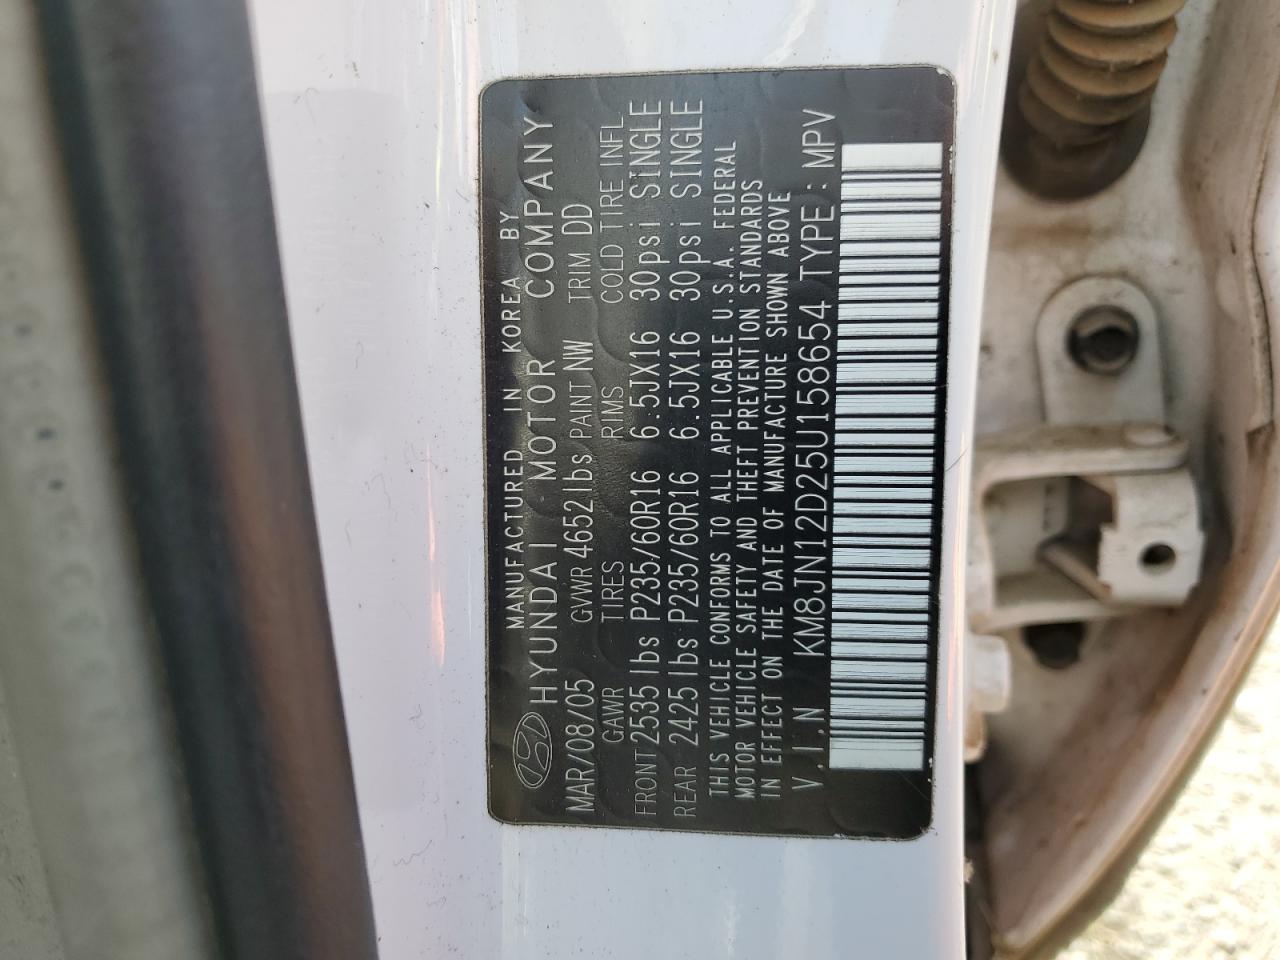 MANUFACTURED IN KOREA BY
HYUNDAI MOTOR COMPANY
MAR/08/05 GVWR 4652lbs PAINT NW TRIM DD
GAWR TIRES RIMS COLD TIRE INFL
FRONT 2535 lbs P235/60R16 6.5JX16 30psi SINGLE
REAR 2425 lbs P235/60R16 6.5JX16 30psi SINGLE
THIS VEHICLE CONFORMS TO ALL APPLICABLE U.S.A. FEDERAL
MOTOR VEHICLE SAFETY AND THEFT PREVENTION STANDARDS
IN EFFECT ON THE DATE OF MANUFACTURE SHOWN ABOVE
V.I.N KM8JN12D25U158654 TYPE: MPV